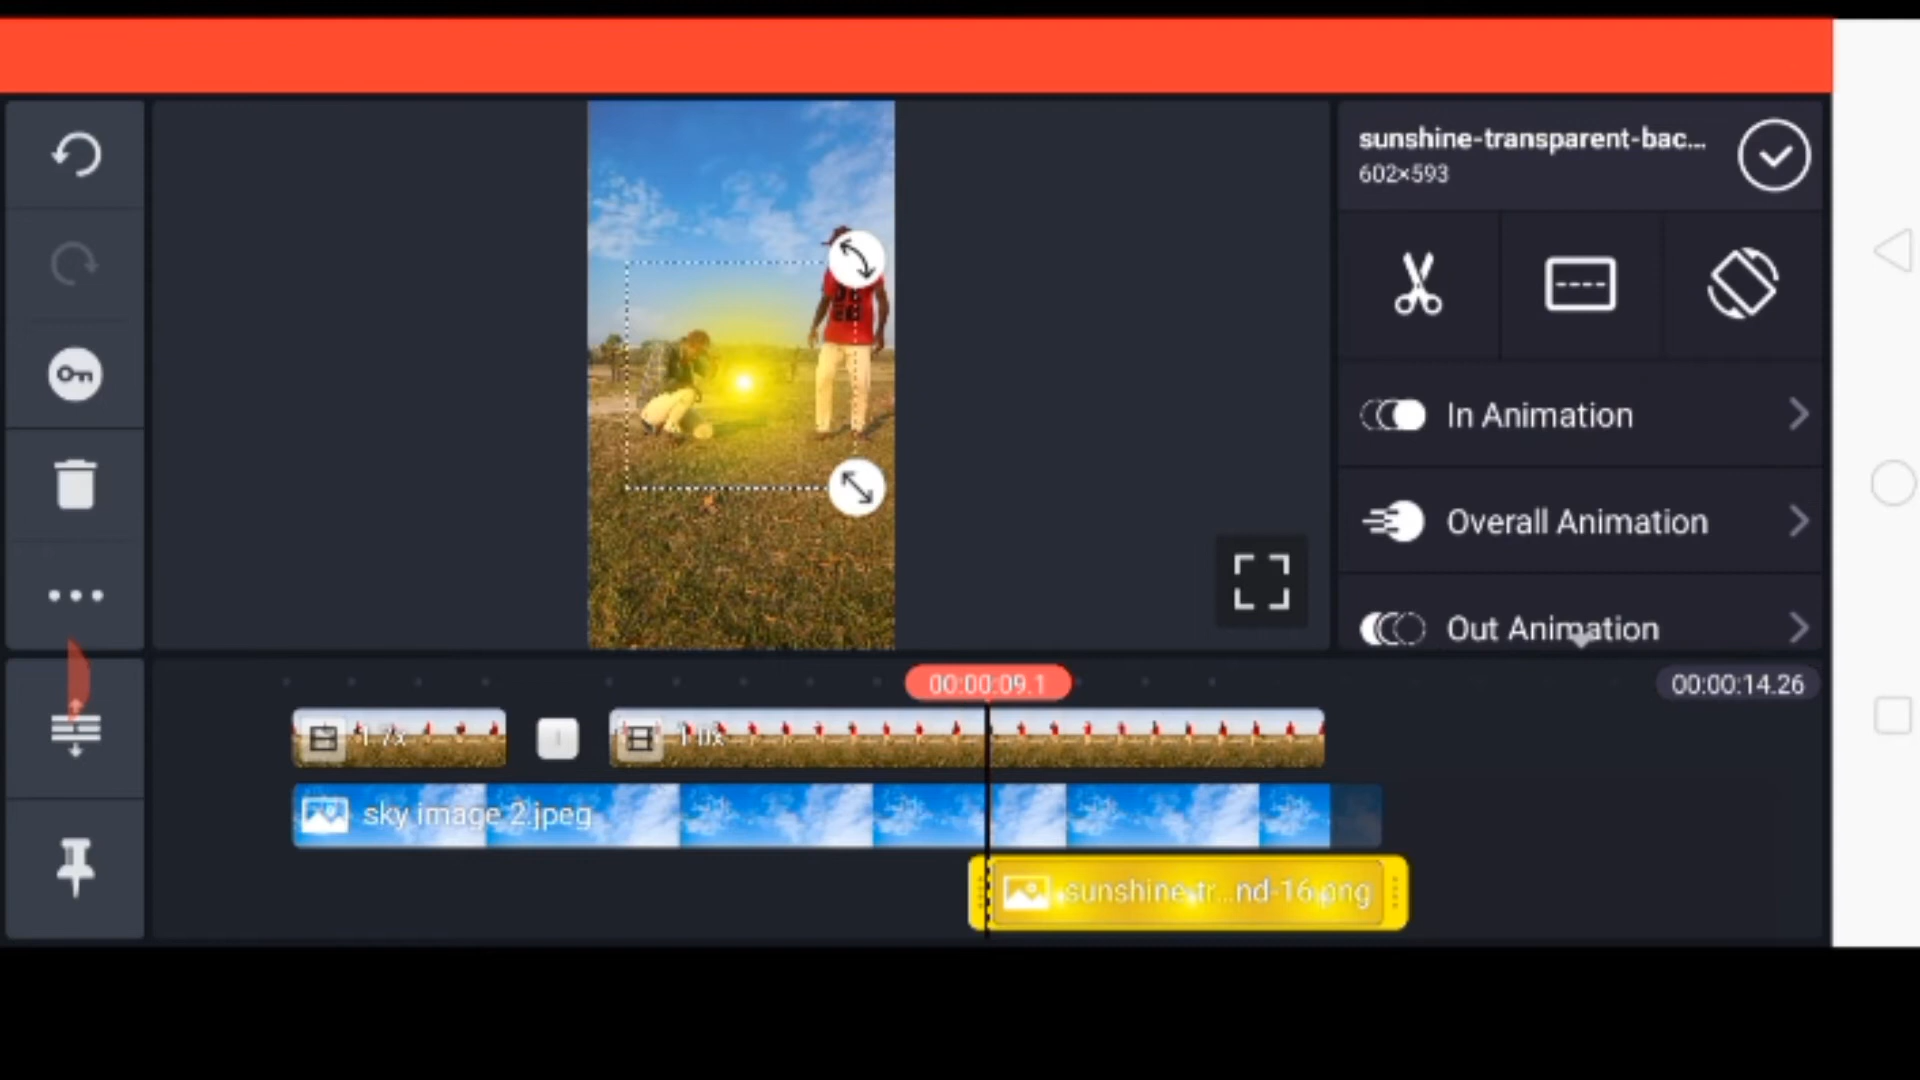 sunshine-transparent-bac...
602×593
In Animation
Overall Animation
Out Animation
00:00:09.1
00:00:14.26
1.7x
1.0x
sky image 2.jpeg
sunshine-tr...nd-16.png